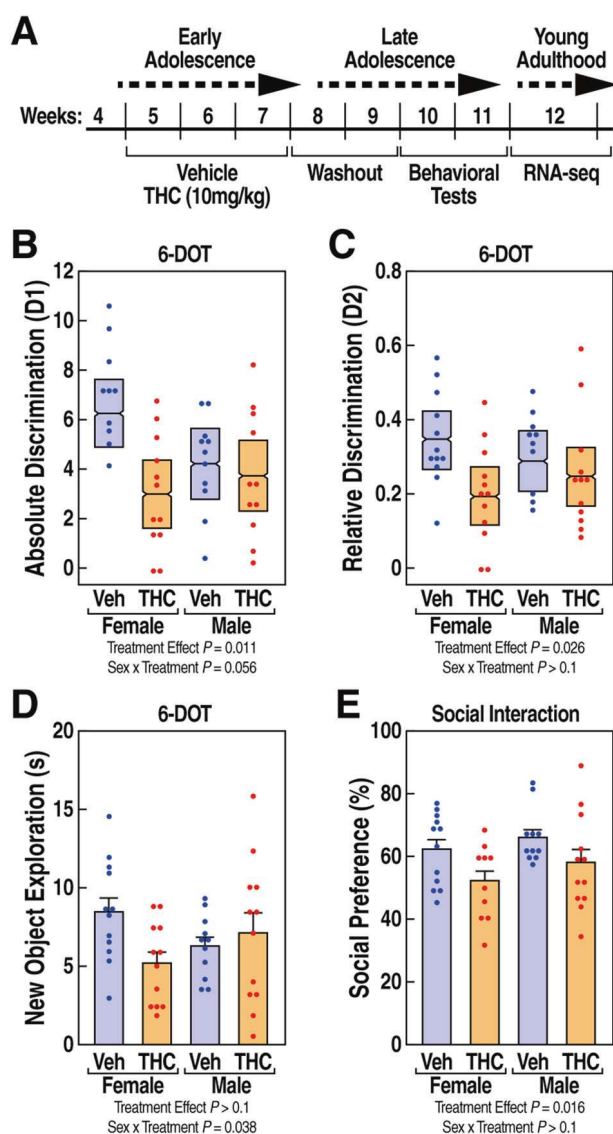 A
Early
Adolescence
Late
Adolescence
Young
Adulthood
Weeks: 4 5 6 7 8 9 10 11 12
Vehicle
THC (10mg/kg)
Washout
Behavioral
Tests
RNA-seq
B
6-DOT
Absolute Discrimination (D1)
12
10
8
6
4
2
0
Veh THC Veh THC
Female Male
Treatment Effect P = 0.011
Sex x Treatment P = 0.056
C
6-DOT
Relative Discrimination (D2)
0.8
0.6
0.4
0.2
0
Veh THC Veh THC
Female Male
Treatment Effect P = 0.026
Sex x Treatment P > 0.1
D
6-DOT
New Object Exploration (s)
20
15
10
5
0
Veh THC Veh THC
Female Male
Treatment Effect P > 0.1
Sex x Treatment P = 0.038
E
Social Interaction
Social Preference (%)
100
80
60
40
20
0
Veh THC Veh THC
Female Male
Treatment Effect P = 0.016
Sex x Treatment P > 0.1